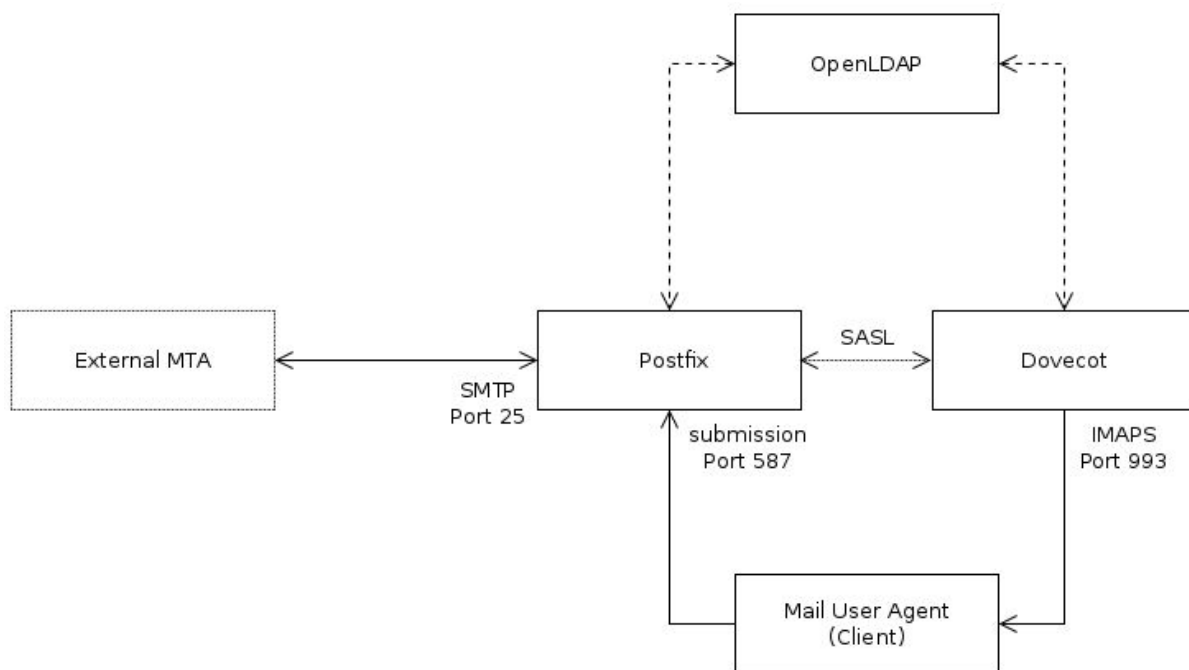 OpenLDAP
External MTA
SMTP
Port 25
Postfix
SASL
Dovecot
submission
Port 587
IMAPS
Port 993
Mail User Agent
(Client)